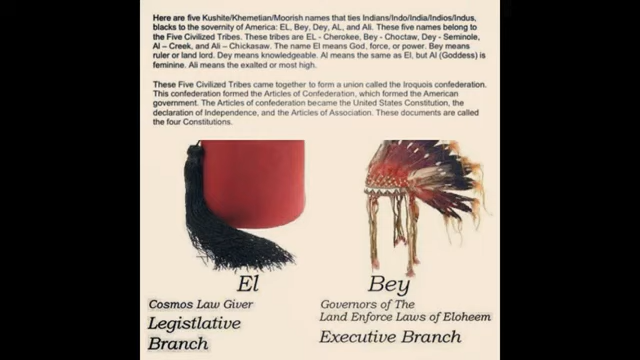 Here are five Kushite/Khemetian/Moorish names that ties Indians/Indo/India/Indios/Indus,
blacks to the sovernity of America: EL, Bey, Dey, AL, and Ali. These five names belong to
the Five Civilized Tribes. These tribes are EL - Cherokee, Bey - Choctaw, Dey - Seminole,
Al – Creek, and Ali – Chickasaw. The name El means God, force, or power. Bey means
ruler or land lord. Dey means knowledgeable. Al means the same as El, but Al (Goddess) is
feminine. Ali means the exalted or most high.
These Five Civilized Tribes came together to form a union called the Iroquois confederation.
This confederation formed the Articles of Confederation, which formed the American
government. The Articles of confederation became the United States Constitution, the
declaration of Independence, and the Articles of Association. These documents are called
the four Constitutions.
El
Cosmos Law Giver
Legistlative
Branch
Bey
Governors of The
Land Enforce Laws of Eloheem
Executive Branch